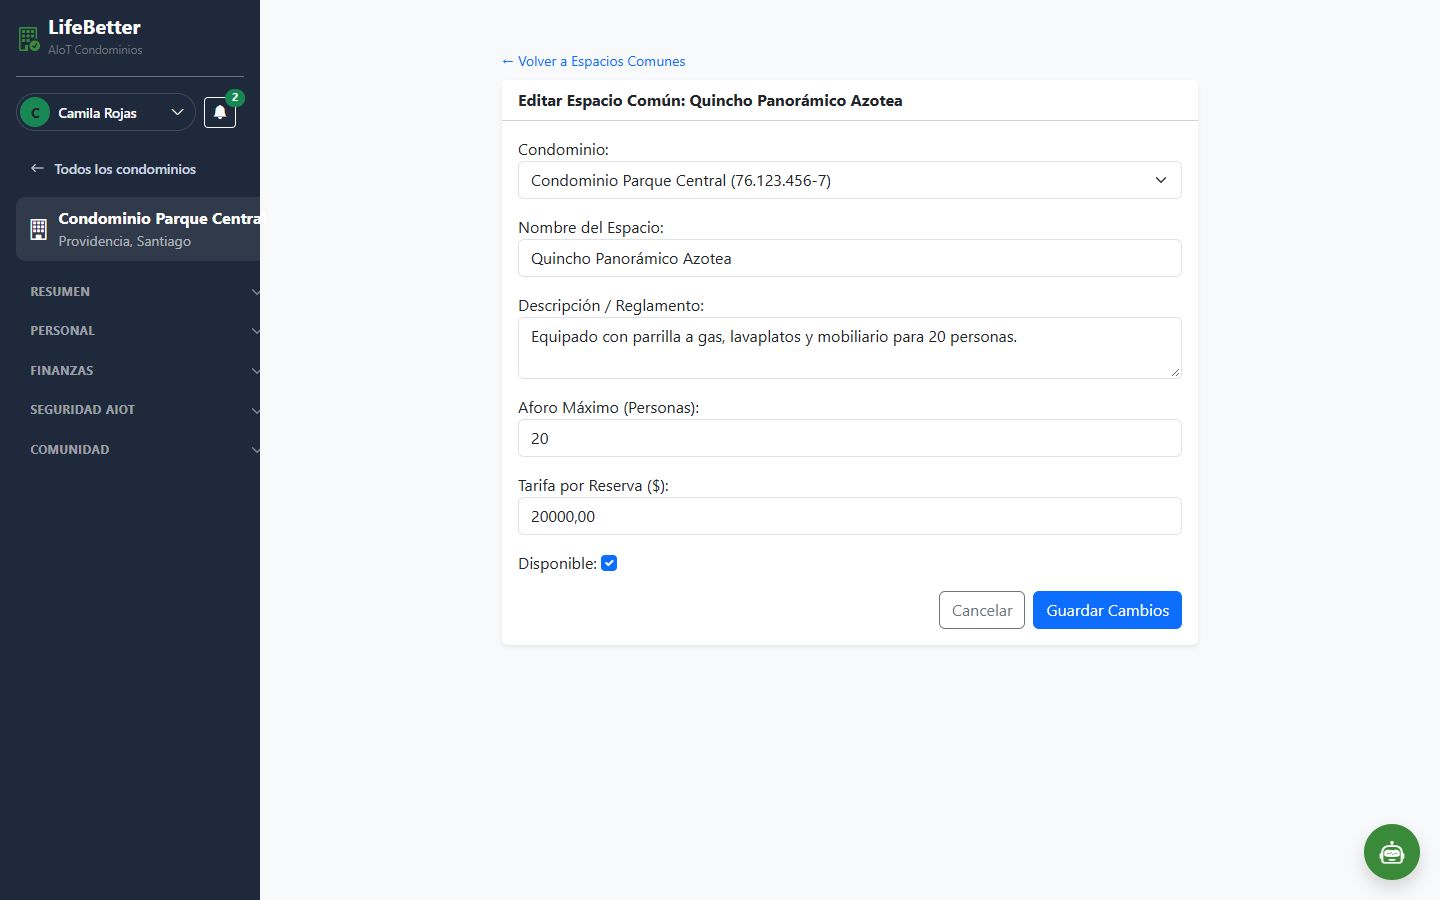 LifeBetter
AIoT Condominios
C
Camila Rojas
2
← Todos los condominios
Condominio Parque Centra
Providencia, Santiago
RESUMEN
PERSONAL
FINANZAS
SEGURIDAD AIOT
COMUNIDAD
← Volver a Espacios Comunes
Editar Espacio Común: Quincho Panorámico Azotea
Condominio:
Condominio Parque Central (76.123.456-7)
Nombre del Espacio:
Quincho Panorámico Azotea
Descripción / Reglamento:
Equipado con parrilla a gas, lavaplatos y mobiliario para 20 personas.
Aforo Máximo (Personas):
20
Tarifa por Reserva ($):
20000,00
Disponible:
Cancelar
Guardar Cambios